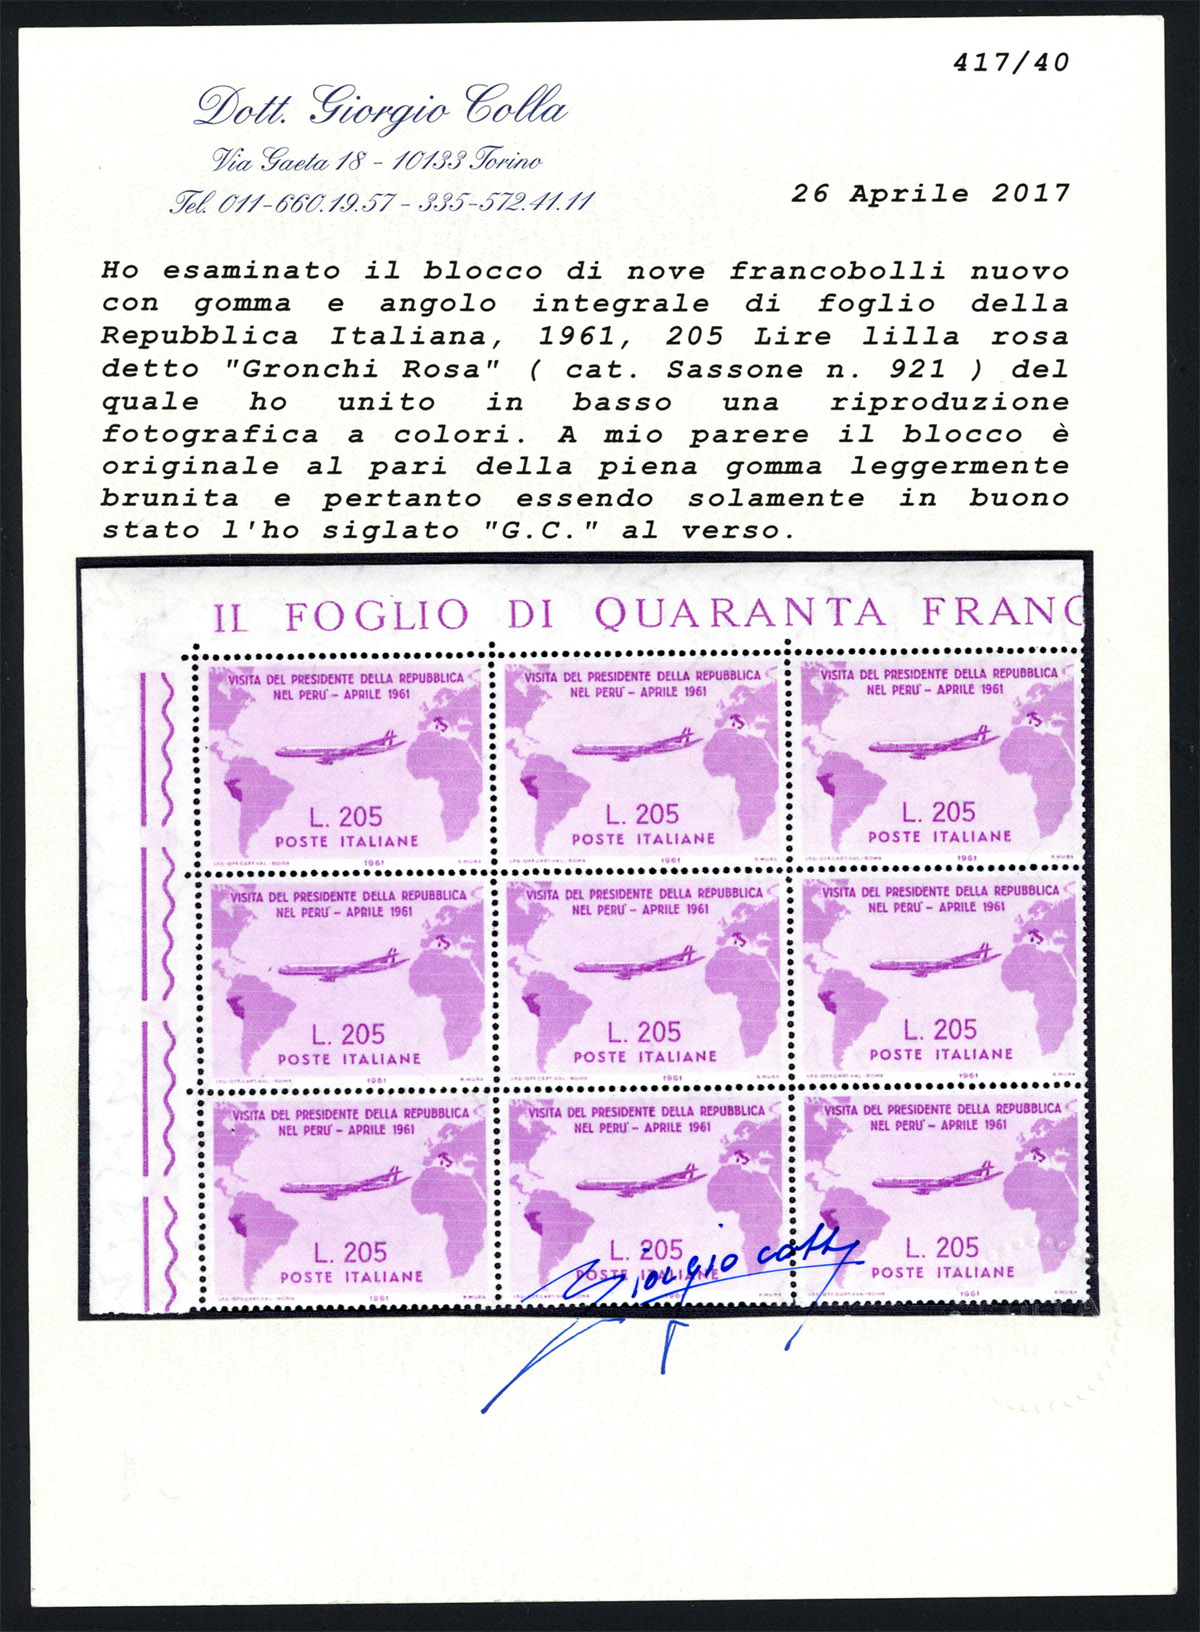 417/40
Dott. Giorgio Colla
Via Gaeta 18 - 10133 Torino
Tel. 011-660.19.57 - 335-572.41.11
26 Aprile 2017
Ho esaminato il blocco di nove francobolli nuovo
con gomma e angolo integrale di foglio della
Repubblica Italiana, 1961, 205 Lire lilla rosa
detto "Gronchi Rosa" ( cat. Sassone n. 921 ) del
quale ho unito in basso una riproduzione
fotografica a colori. A mio parere il blocco è
originale al pari della piena gomma leggermente
brunita e pertanto essendo solamente in buono
stato l'ho siglato "G.C." al verso.
IL FOGLIO DI QUARANTA FRANC
VISITA DEL PRESIDENTE DELLA REPUBBLICA
NEL PERU' - APRILE 1961
L. 205
POSTE ITALIANE
1961
R.MURA
VISITA DEL PRESIDENTE DELLA REPUBBLICA
NEL PERU' - APRILE 1961
L. 205
POSTE ITALIANE
1961
R.MURA
VISITA DEL PRESIDENTE DELLA REPUBBLICA
NEL PERU' - APRILE 1961
L. 205
POSTE ITALIANE
1961
R.MURA
VISITA DEL PRESIDENTE DELLA REPUBBLICA
NEL PERU' - APRILE 1961
L. 205
POSTE ITALIANE
1961
R.MURA
VISITA DEL PRESIDENTE DELLA REPUBBLICA
NEL PERU' - APRILE 1961
L. 205
POSTE ITALIANE
1961
R.MURA
VISITA DEL PRESIDENTE DELLA REPUBBLICA
NEL PERU' - APRILE 1961
L. 205
POSTE ITALIANE
1961
R.MURA
VISITA DEL PRESIDENTE DELLA REPUBBLICA
NEL PERU' - APRILE 1961
L. 205
POSTE ITALIANE
1961
R.MURA
VISITA DEL PRESIDENTE DELLA REPUBBLICA
NEL PERU' - APRILE 1961
L. 205
POSTE ITALIANE
R.MURA
VISITA DEL PRESIDENTE DELLA REPUBBLICA
NEL PERU' - APRILE 1961
L. 205
POSTE ITALIANE
1961
R.MURA
Giorgio Colla